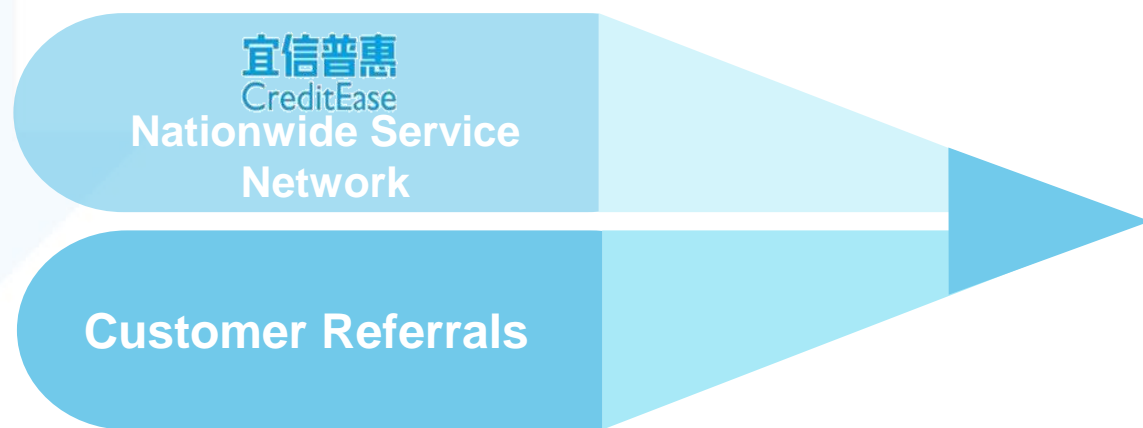 宜信普惠
CreditEase
Nationwide Service
Network
Customer Referrals